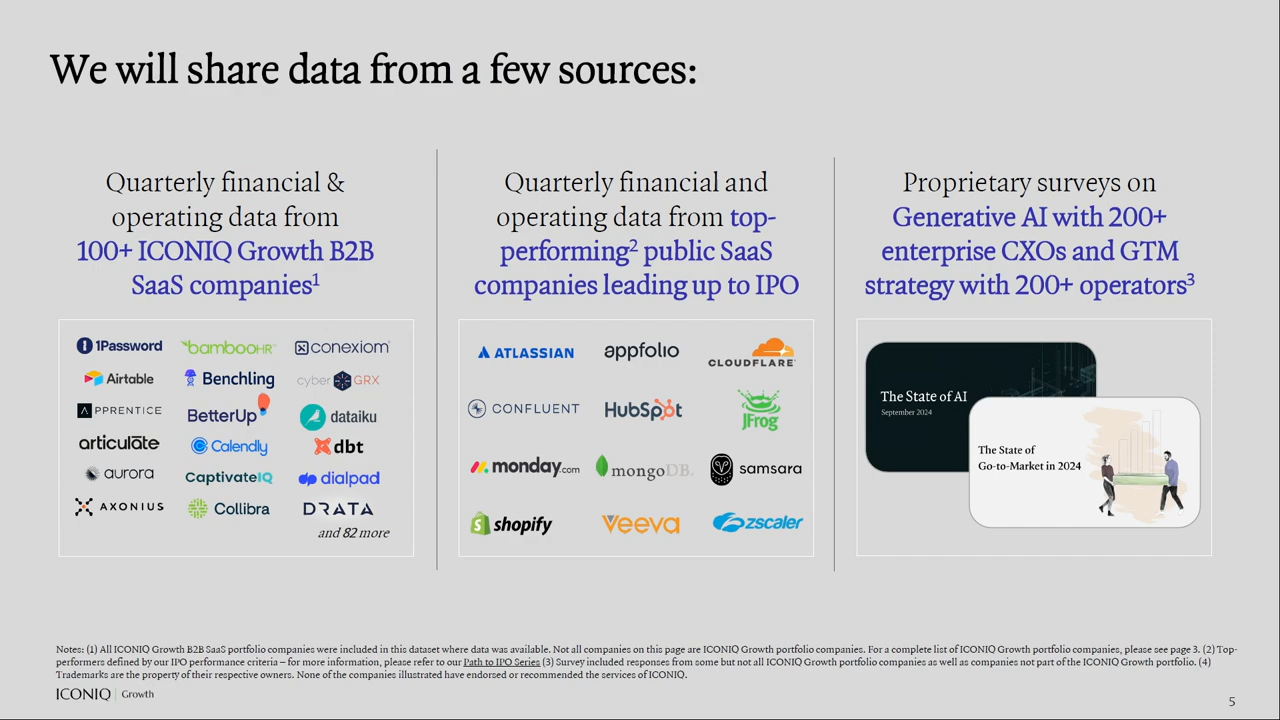 We will share data from a few sources:
Quarterly financial &
operating data from
100+ ICONIQ Growth B2B
SaaS companies1
1Password
bambooHR
conexiom
Airtable
Benchling
cyber GRX
APPRENTICE
BetterUp
dataiku
articulate
Calendly
dbt
aurora
CaptivateIQ
dialpad
AXONIUS
Collibra
DRATA
and 82 more
Quarterly financial and
operating data from top-
performing2 public SaaS
companies leading up to IPO
ATLASSIAN
appfolio
CLOUDFLARE
CONFLUENT
HubSpot
JFrog
monday.com
mongoDB.
samsara
shopify
Veeva
zscaler
Proprietary surveys on
Generative AI with 200+
enterprise CXOs and GTM
strategy with 200+ operators3
The State of AI
September 2024
The State of
Go-to-Market in 2024
Notes: (1) All ICONIQ Growth B2B SaaS portfolio companies were included in this dataset where data was available. Not all companies on this page are ICONIQ Growth portfolio companies. For a complete list of ICONIQ Growth portfolio companies, please see page 3. (2) Top-
performers defined by our IPO performance criteria – for more information, please refer to our Path to IPO Series (3) Survey included responses from some but not all ICONIQ Growth portfolio companies as well as companies not part of the ICONIQ Growth portfolio. (4)
Trademarks are the property of their respective owners. None of the companies illustrated have endorsed or recommended the services of ICONIQ.
ICONIQ | Growth
5